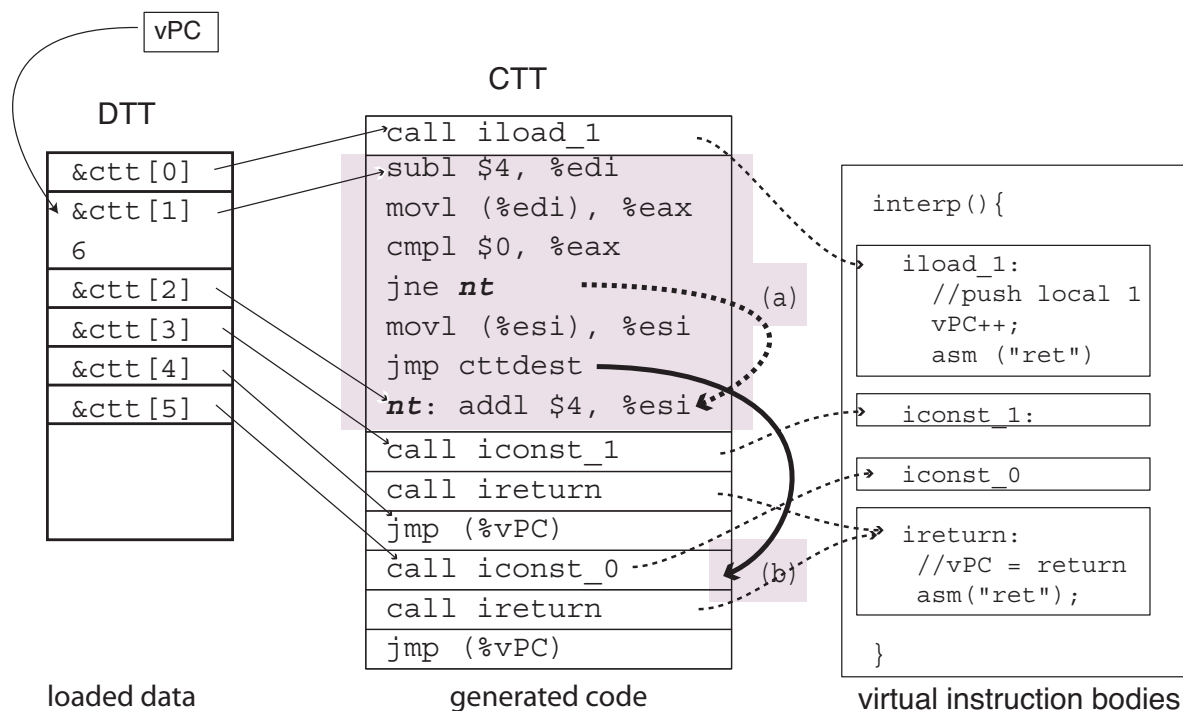 vPC
DTT
&ctt[0]
&ctt[1]
6
&ctt[2]
&ctt[3]
&ctt[4]
&ctt[5]
loaded data
CTT
call iload_1
subl $4, %edi
movl (%edi), %eax
cmpl $0, %eax
jne nt
movl (%esi), %esi
jmp cttdest
nt: addl $4, %esi
call iconst_1
call ireturn
jmp (%vPC)
call iconst_0
call ireturn
jmp (%vPC)
generated code
(a)
(b)
interp(){
iload_1:
//push local 1
vPC++;
asm ("ret")
iconst_1:
iconst_0
ireturn:
//vPC = return
asm("ret");
}
virtual instruction bodies